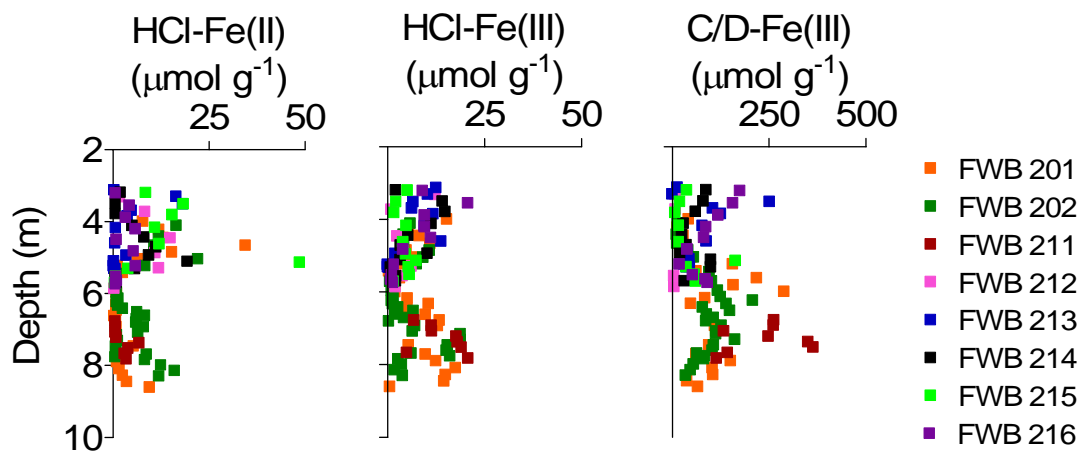 HCl-Fe(II)
(μmol g⁻¹)
25
50
HCl-Fe(III)
(μmol g⁻¹)
25
50
C/D-Fe(III)
(μmol g⁻¹)
250
500
Depth (m)
2
4
6
8
10
FWB 201
FWB 202
FWB 211
FWB 212
FWB 213
FWB 214
FWB 215
FWB 216